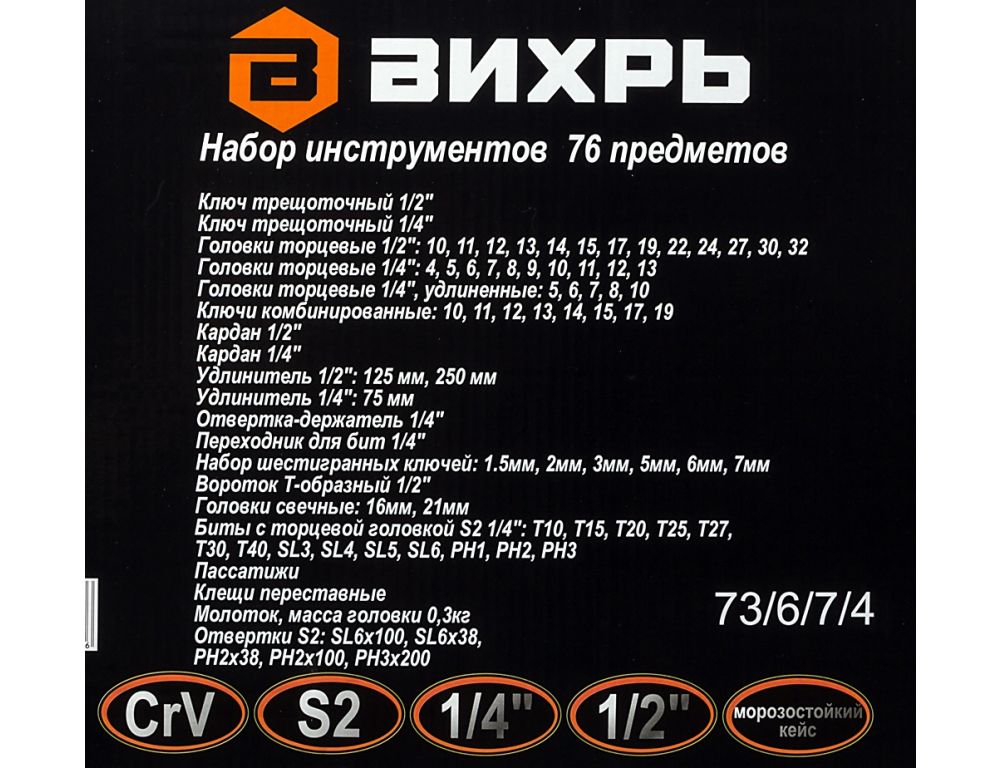 В ВИХРЬ
Набор инструментов 76 предметов
Ключ трещоточный 1/2"
Ключ трещоточный 1/4"
Головки торцевые 1/2": 10, 11, 12, 13, 14, 15, 17, 19, 22, 24, 27, 30, 32
Головки торцевые 1/4": 4, 5, 6, 7, 8, 9, 10, 11, 12, 13
Головки торцевые 1/4", удлиненные: 5, 6, 7, 8, 10
Ключи комбинированные: 10, 11, 12, 13, 14, 15, 17, 19
Кардан 1/2"
Кардан 1/4"
Удлинитель 1/2": 125 мм, 250 мм
Удлинитель 1/4": 75 мм
Отвертка-держатель 1/4"
Переходник для бит 1/4"
Набор шестигранных ключей: 1.5мм, 2мм, 3мм, 5мм, 6мм, 7мм
Вороток Т-образный 1/2"
Головки свечные: 16мм, 21мм
Биты с торцевой головкой S2 1/4": T10, T15, T20, T25, T27,
T30, T40, SL3, SL4, SL5, SL6, PH1, PH2, PH3
Пассатижи
Клещи переставные
Молоток, масса головки 0,3кг
Отвертки S2: SL6x100, SL6x38,
PH2x38, PH2x100, PH3x200
73/6/7/4
6
CrV S2 1/4" 1/2" морозостойкий
кейс